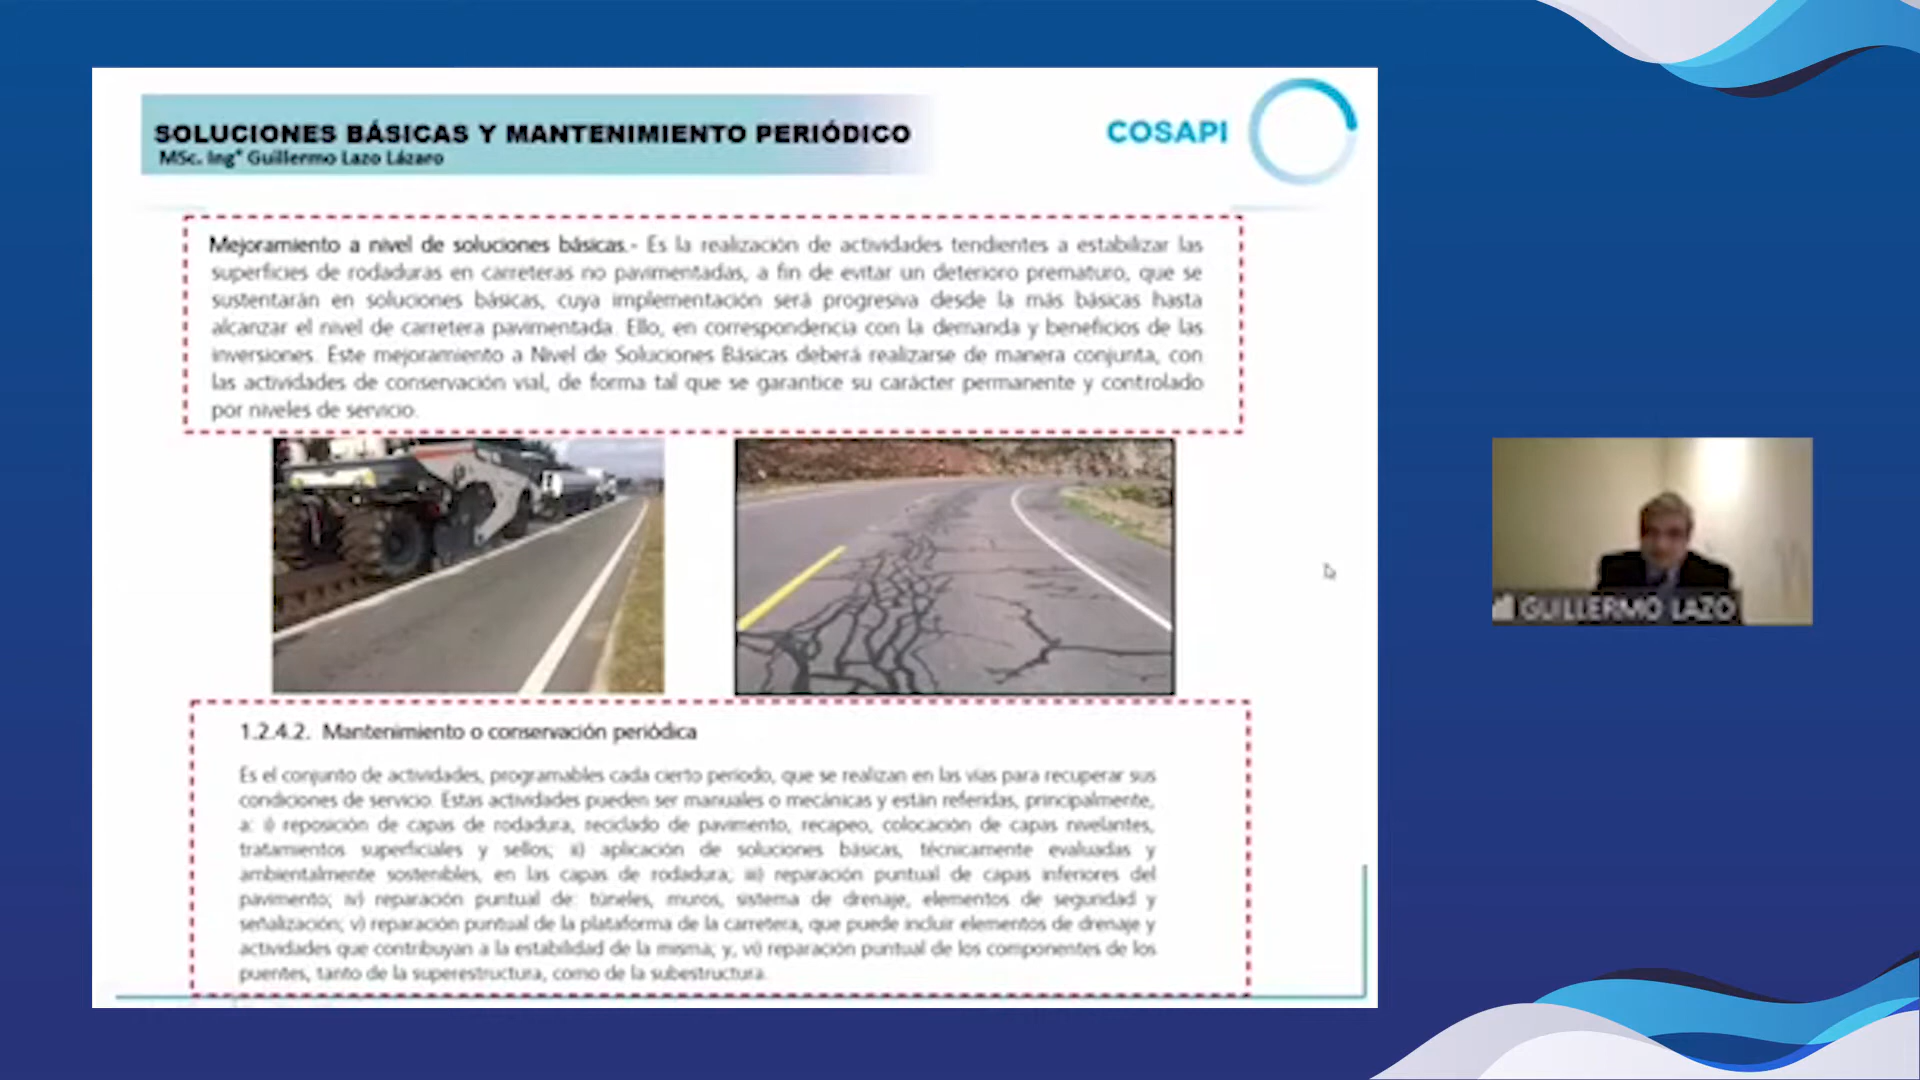 SOLUCIONES BÁSICAS Y MANTENIMIENTO PERIÓDICO
MSc. Ing° Guillermo Lazo Lázaro
COSAPI
Mejoramiento a nivel de soluciones básicas.- Es la realización de actividades tendientes a estabilizar las
superficies de rodaduras en carreteras no pavimentadas, a fin de evitar un deterioro prematuro, que se
sustentarán en soluciones básicas, cuya implementación será progresiva desde la más básicas hasta
alcanzar el nivel de carretera pavimentada. Ello, en correspondencia con la demanda y beneficios de las
inversiones. Este mejoramiento a Nivel de Soluciones Básicas deberá realizarse de manera conjunta, con
las actividades de conservación vial, de forma tal que se garantice su carácter permanente y controlado
por niveles de servicio.
GUILLERMO LAZO
1.2.4.2. Mantenimiento o conservación periódica
Es el conjunto de actividades, programables cada cierto periodo, que se realizan en las vías para recuperar sus
condiciones de servicio. Estas actividades pueden ser manuales o mecánicas y están referidas, principalmente,
a: i) reposición de capas de rodadura, reciclado de pavimento, recapeo, colocación de capas nivelantes,
tratamientos superficiales y sellos; ii) aplicación de soluciones básicas, técnicamente evaluadas y
ambientalmente sostenibles, en las capas de rodadura; iii) reparación puntual de capas inferiores del
pavimento; iv) reparación puntual de: túneles, muros, sistema de drenaje, elementos de seguridad y
señalización; v) reparación puntual de la plataforma de la carretera, que puede incluir elementos de drenaje y
actividades que contribuyan a la estabilidad de la misma; y, vi) reparación puntual de los componentes de los
puentes, tanto de la superestructura, como de la subestructura.